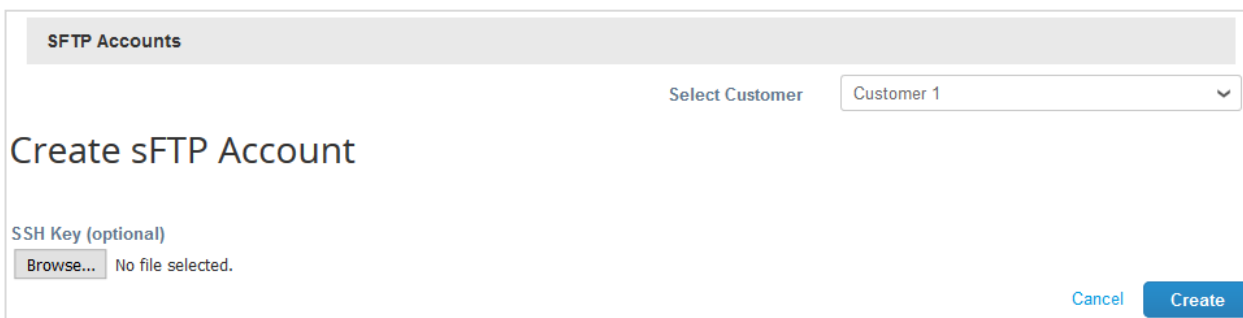 SFTP Accounts
Select Customer Customer 1
Create sFTP Account
SSH Key (optional)
Browse... No file selected.
Cancel Create